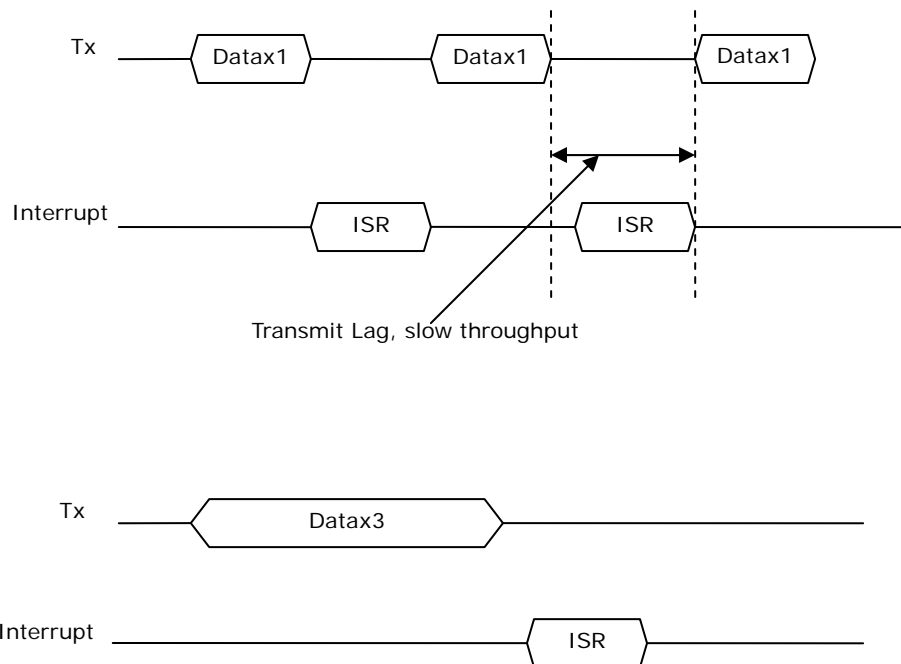 Tx
Datax1
Datax1
Datax1
Interrupt
ISR
ISR
Transmit Lag, slow throughput
Tx
Datax3
Interrupt
ISR